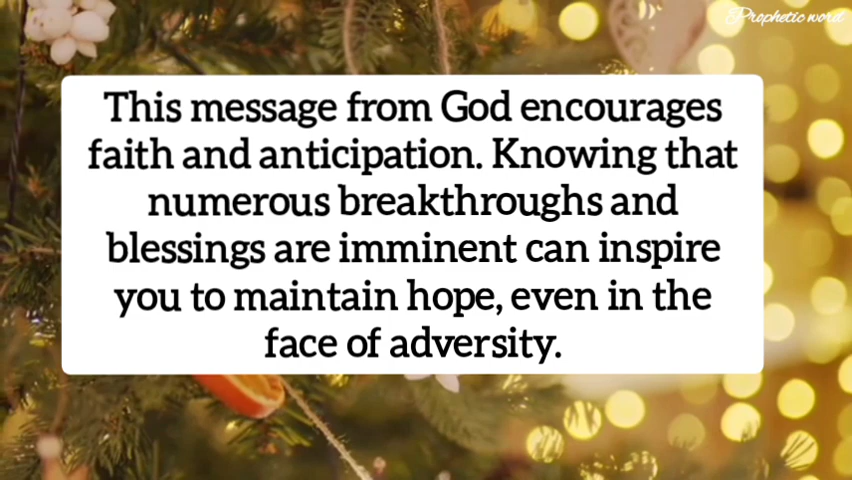 Prophetic word
This message from God encourages
faith and anticipation. Knowing that
numerous breakthroughs and
blessings are imminent can inspire
you to maintain hope, even in the
face of adversity.